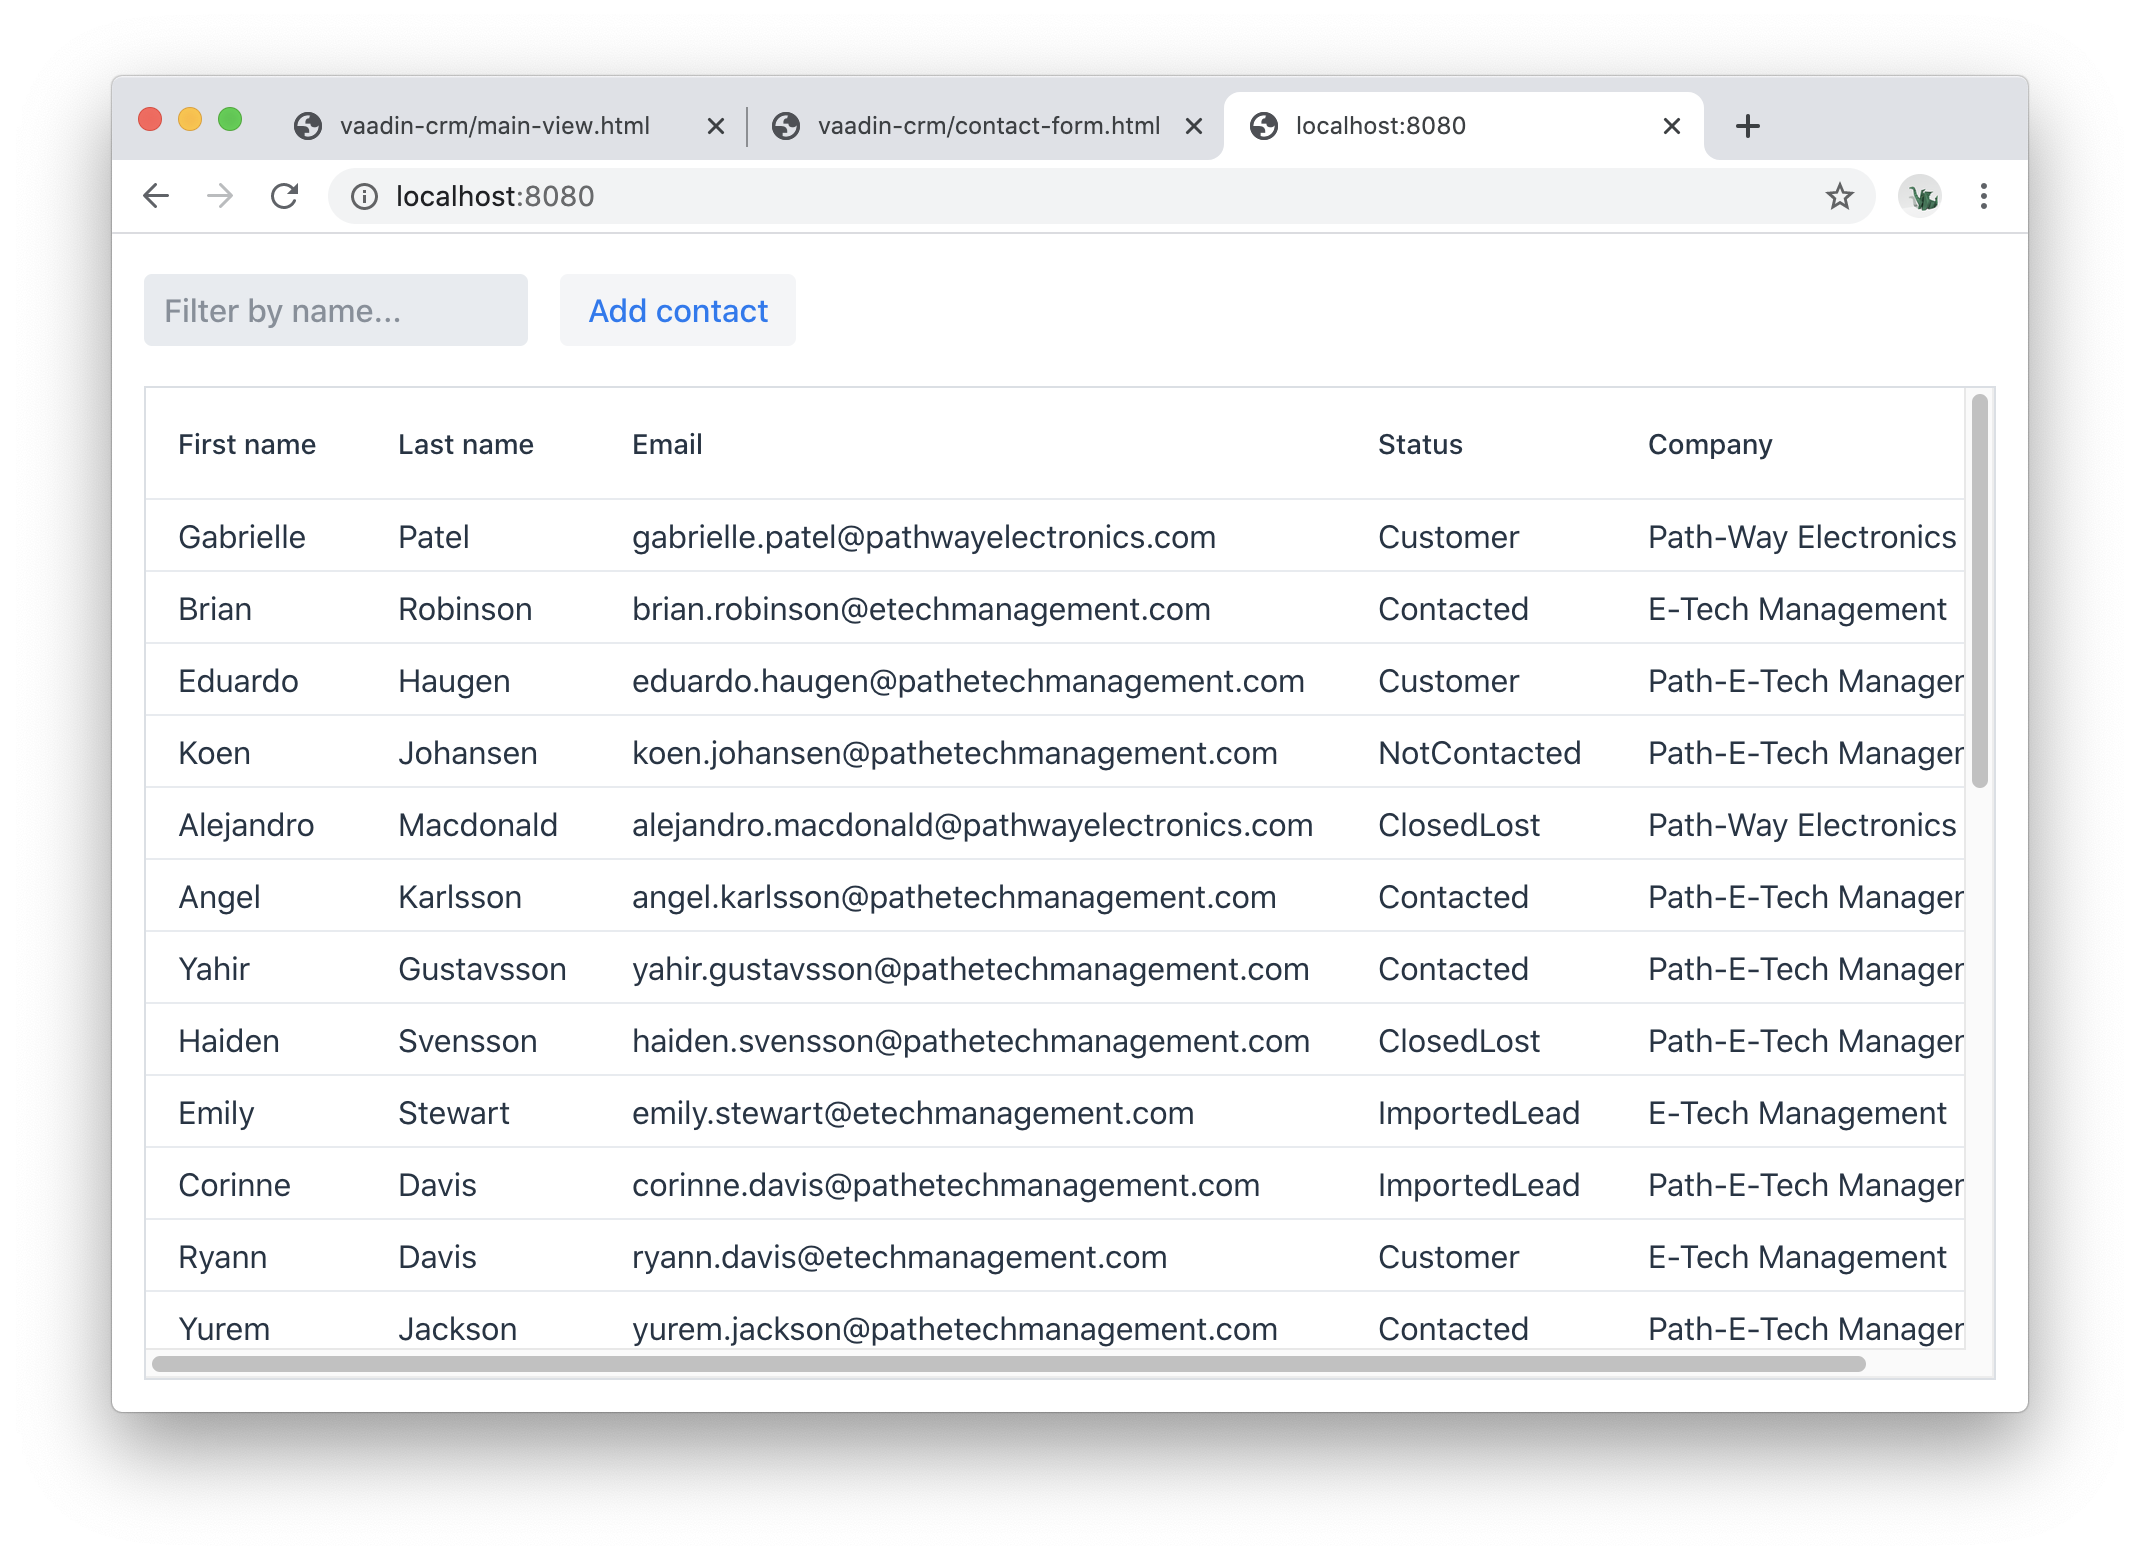 vaadin-crm/main-view.html vaadin-crm/contact-form.html localhost:8080
localhost:8080
Filter by name... Add contact
First name Last name Email Status Company
Gabrielle Patel gabrielle.patel@pathwayelectronics.com Customer Path-Way Electronics
Brian Robinson brian.robinson@etechmanagement.com Contacted E-Tech Management
Eduardo Haugen eduardo.haugen@pathetechmanagement.com Customer Path-E-Tech Manager
Koen Johansen koen.johansen@pathetechmanagement.com NotContacted Path-E-Tech Manager
Alejandro Macdonald alejandro.macdonald@pathwayelectronics.com ClosedLost Path-Way Electronics
Angel Karlsson angel.karlsson@pathetechmanagement.com Contacted Path-E-Tech Manager
Yahir Gustavsson yahir.gustavsson@pathetechmanagement.com Contacted Path-E-Tech Manager
Haiden Svensson haiden.svensson@pathetechmanagement.com ClosedLost Path-E-Tech Manager
Emily Stewart emily.stewart@etechmanagement.com ImportedLead E-Tech Management
Corinne Davis corinne.davis@pathetechmanagement.com ImportedLead Path-E-Tech Manager
Ryann Davis ryann.davis@etechmanagement.com Customer E-Tech Management
Yurem Jackson yurem.jackson@pathetechmanagement.com Contacted Path-E-Tech Manager